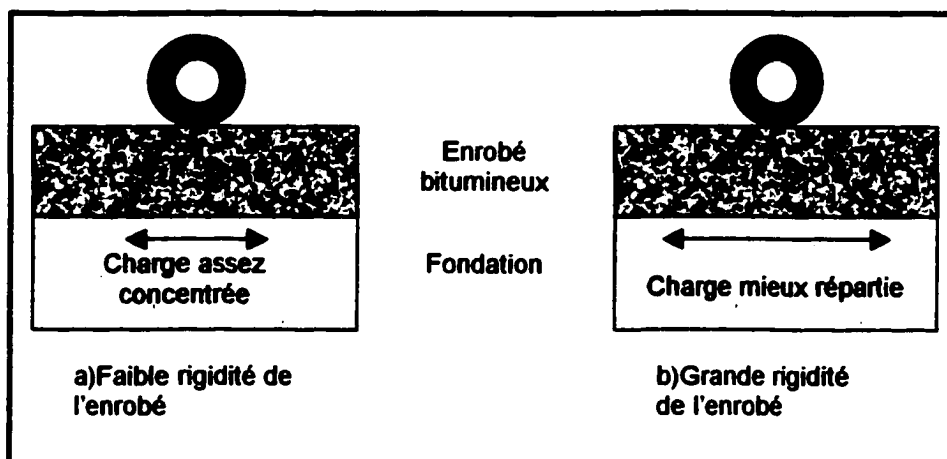 Enrobé
bitumineux
Charge assez
concentrée
Fondation
Charge mieux répartie
a)Faible rigidité de
l'enrobé
b)Grande rigidité
de l'enrobé